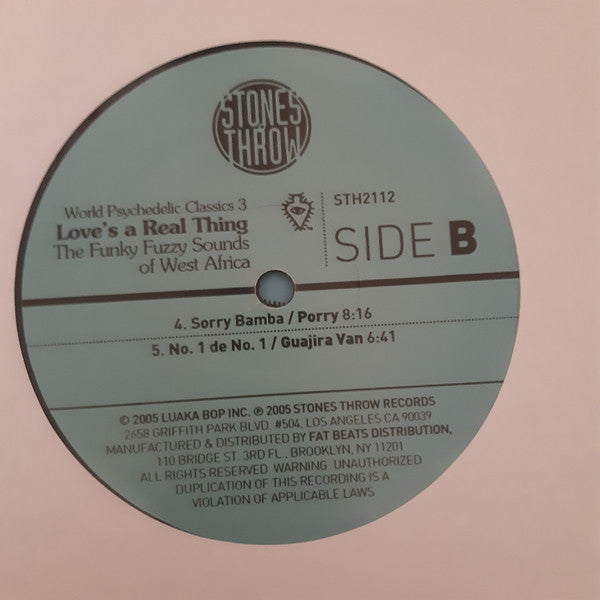 STONES
THROW
World Psychedelic Classics 3
Love's a Real Thing
The Funky Fuzzy Sounds
of West Africa
STH2112
SIDE B
4. Sorry Bamba / Porry 8:16
5. No. 1 de No. 1 / Guajira Van 6:41
© 2005 LUAKA BOP INC. ℗ 2005 STONES THROW RECORDS
2658 GRIFFITH PARK BLVD. #504, LOS ANGELES CA 90039
MANUFACTURED & DISTRIBUTED BY FAT BEATS DISTRIBUTION,
110 BRIDGE ST. 3RD FL., BROOKLYN, NY 11201
ALL RIGHTS RESERVED. WARNING: UNAUTHORIZED
DUPLICATION OF THIS RECORDING IS A
VIOLATION OF APPLICABLE LAWS